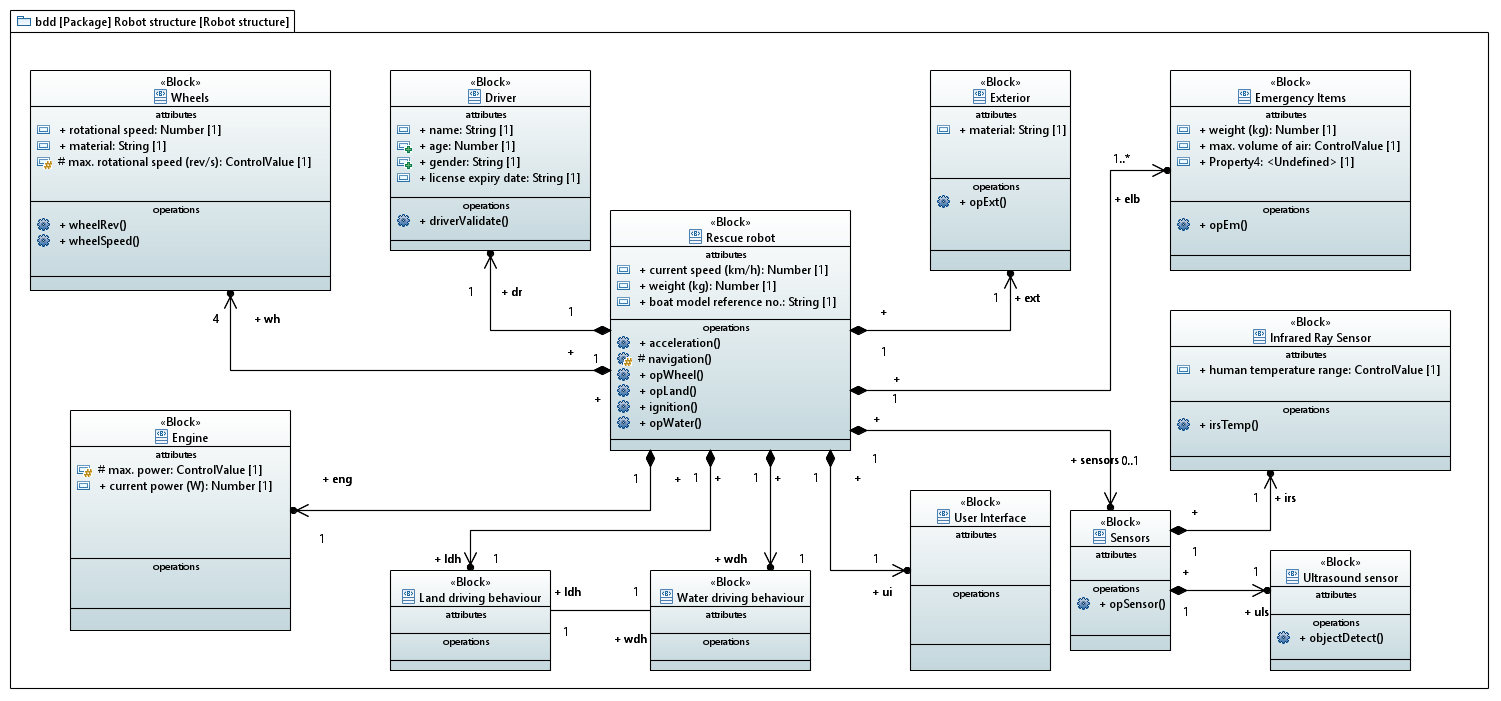 bdd [Package] Robot structure [Robot structure]
«Block»
Wheels
attributes
+ rotational speed: Number [1]
+ material: String [1]
# max. rotational speed (rev/s): ControlValue [1]
operations
+ wheelRev()
+ wheelSpeed()
«Block»
Driver
attributes
+ name: String [1]
+ age: Number [1]
+ gender: String [1]
+ license expiry date: String [1]
operations
+ driverValidate()
«Block»
Exterior
attributes
+ material: String [1]
operations
+ opExt()
«Block»
Emergency Items
attributes
+ weight (kg): Number [1]
+ max. volume of air: ControlValue [1]
+ Property4: <Undefined> [1]
operations
+ opEm()
«Block»
Rescue robot
attributes
+ current speed (km/h): Number [1]
+ weight (kg): Number [1]
+ boat model reference no.: String [1]
operations
+ acceleration()
# navigation()
+ opWheel()
+ opLand()
+ ignition()
+ opWater()
1..*
+ elb
1
+ dr
1
4
+ wh
+
1
+
1
+ ext
+
1
+
1
+
1
+ sensors 0..1
«Block»
Infrared Ray Sensor
attributes
+ human temperature range: ControlValue [1]
operations
+ irsTemp()
«Block»
Engine
attributes
# max. power: ControlValue [1]
+ current power (W): Number [1]
operations
+ eng
1
1
+
1
+
1
+
1
+
+ ldh
1
+ wdh
1
1
+ ui
«Block»
Land driving behaviour
attributes
operations
+ ldh
1
1
+ wdh
«Block»
Water driving behaviour
attributes
operations
«Block»
User Interface
attributes
operations
«Block»
Sensors
attributes
operations
+ opSensor()
1
+ irs
+
1
+
1
1
+ uls
«Block»
Ultrasound sensor
attributes
operations
+ objectDetect()